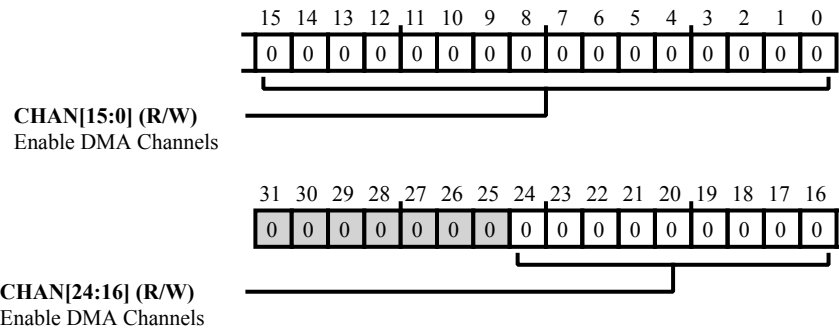 15 14 13 12 11 10 9 8 7 6 5 4 3 2 1 0
0 0 0 0 0 0 0 0 0 0 0 0 0 0 0 0
CHAN[15:0] (R/W)
Enable DMA Channels
31 30 29 28 27 26 25 24 23 22 21 20 19 18 17 16
0 0 0 0 0 0 0 0 0 0 0 0 0 0 0 0
CHAN[24:16] (R/W)
Enable DMA Channels